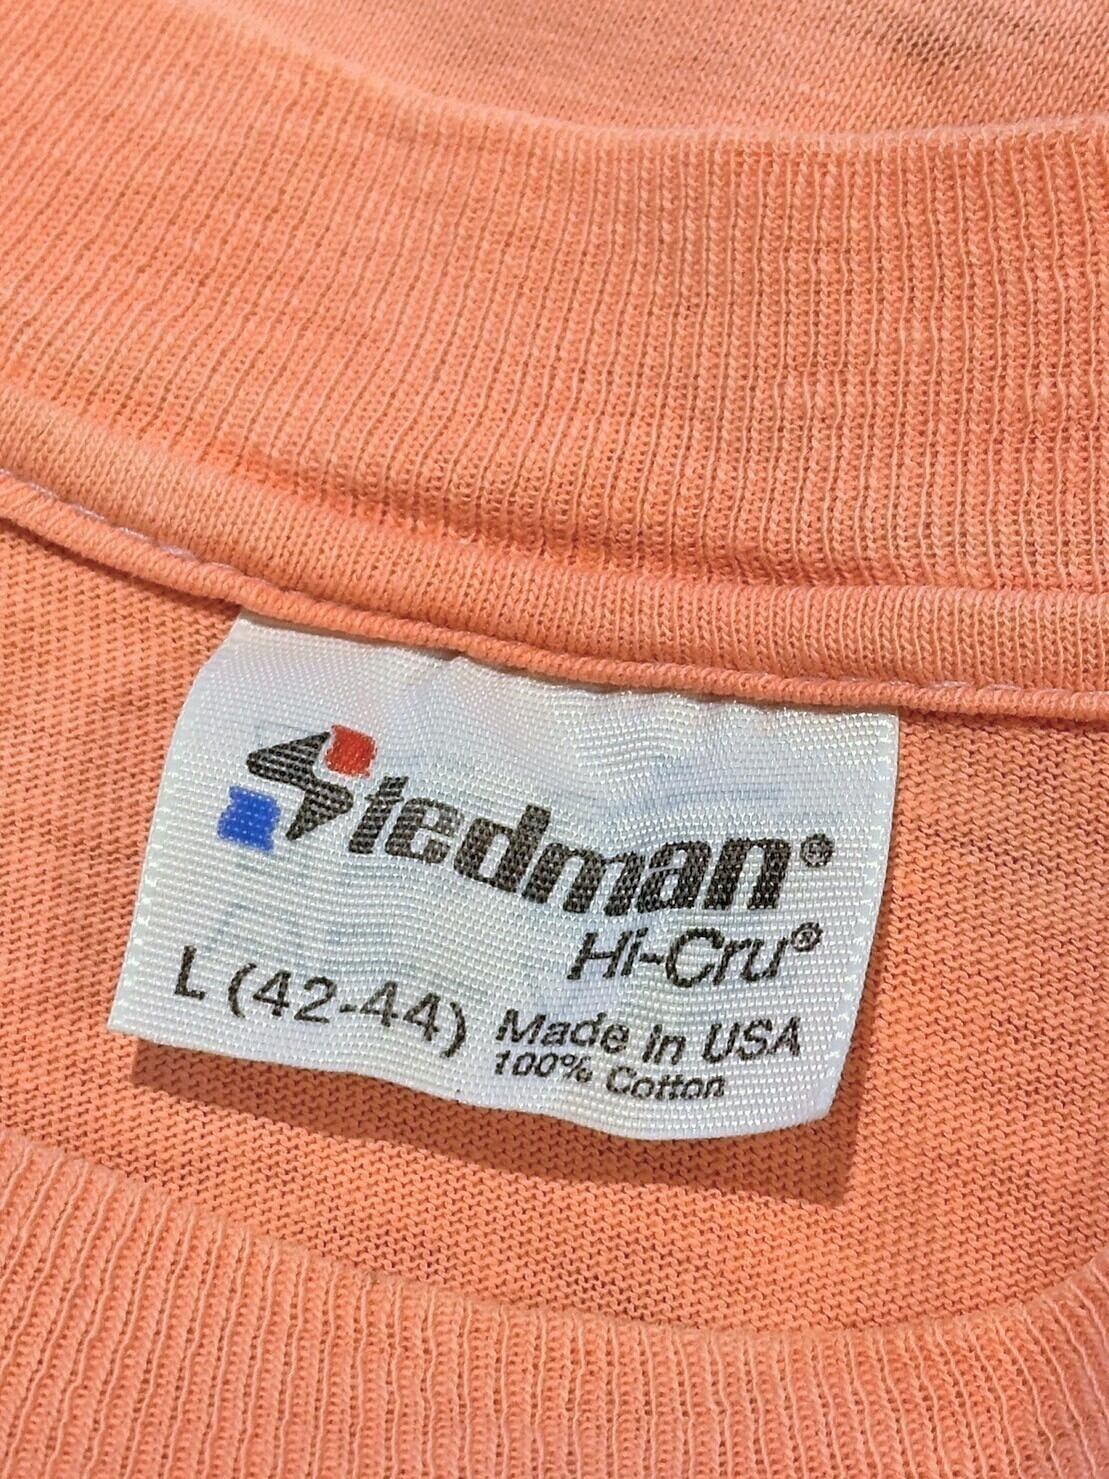 Stedman®
Hi-Cru®
L (42-44) Made in USA
100% Cotton